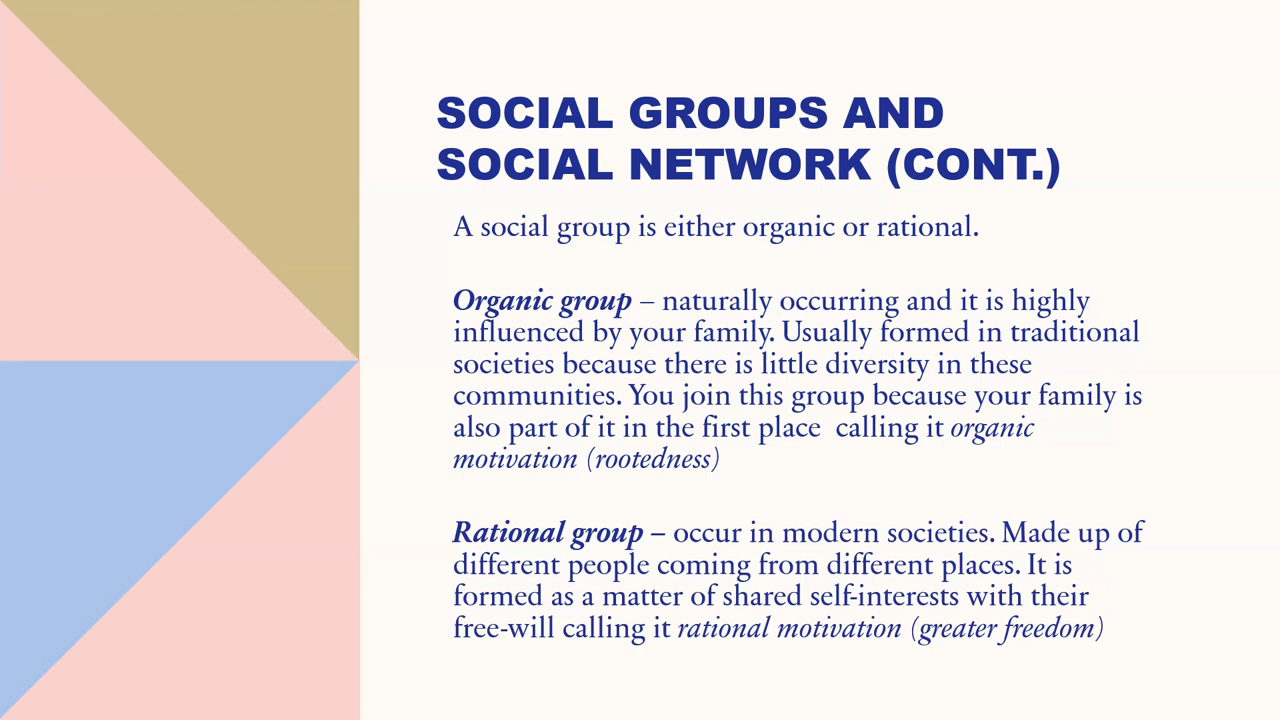 SOCIAL GROUPS AND
SOCIAL NETWORK (CONT.)
A social group is either organic or rational.
Organic group – naturally occurring and it is highly
influenced by your family. Usually formed in traditional
societies because there is little diversity in these
communities. You join this group because your family is
also part of it in the first place  calling it organic
motivation (rootedness)
Rational group – occur in modern societies. Made up of
different people coming from different places. It is
formed as a matter of shared self-interests with their
free-will calling it rational motivation (greater freedom)